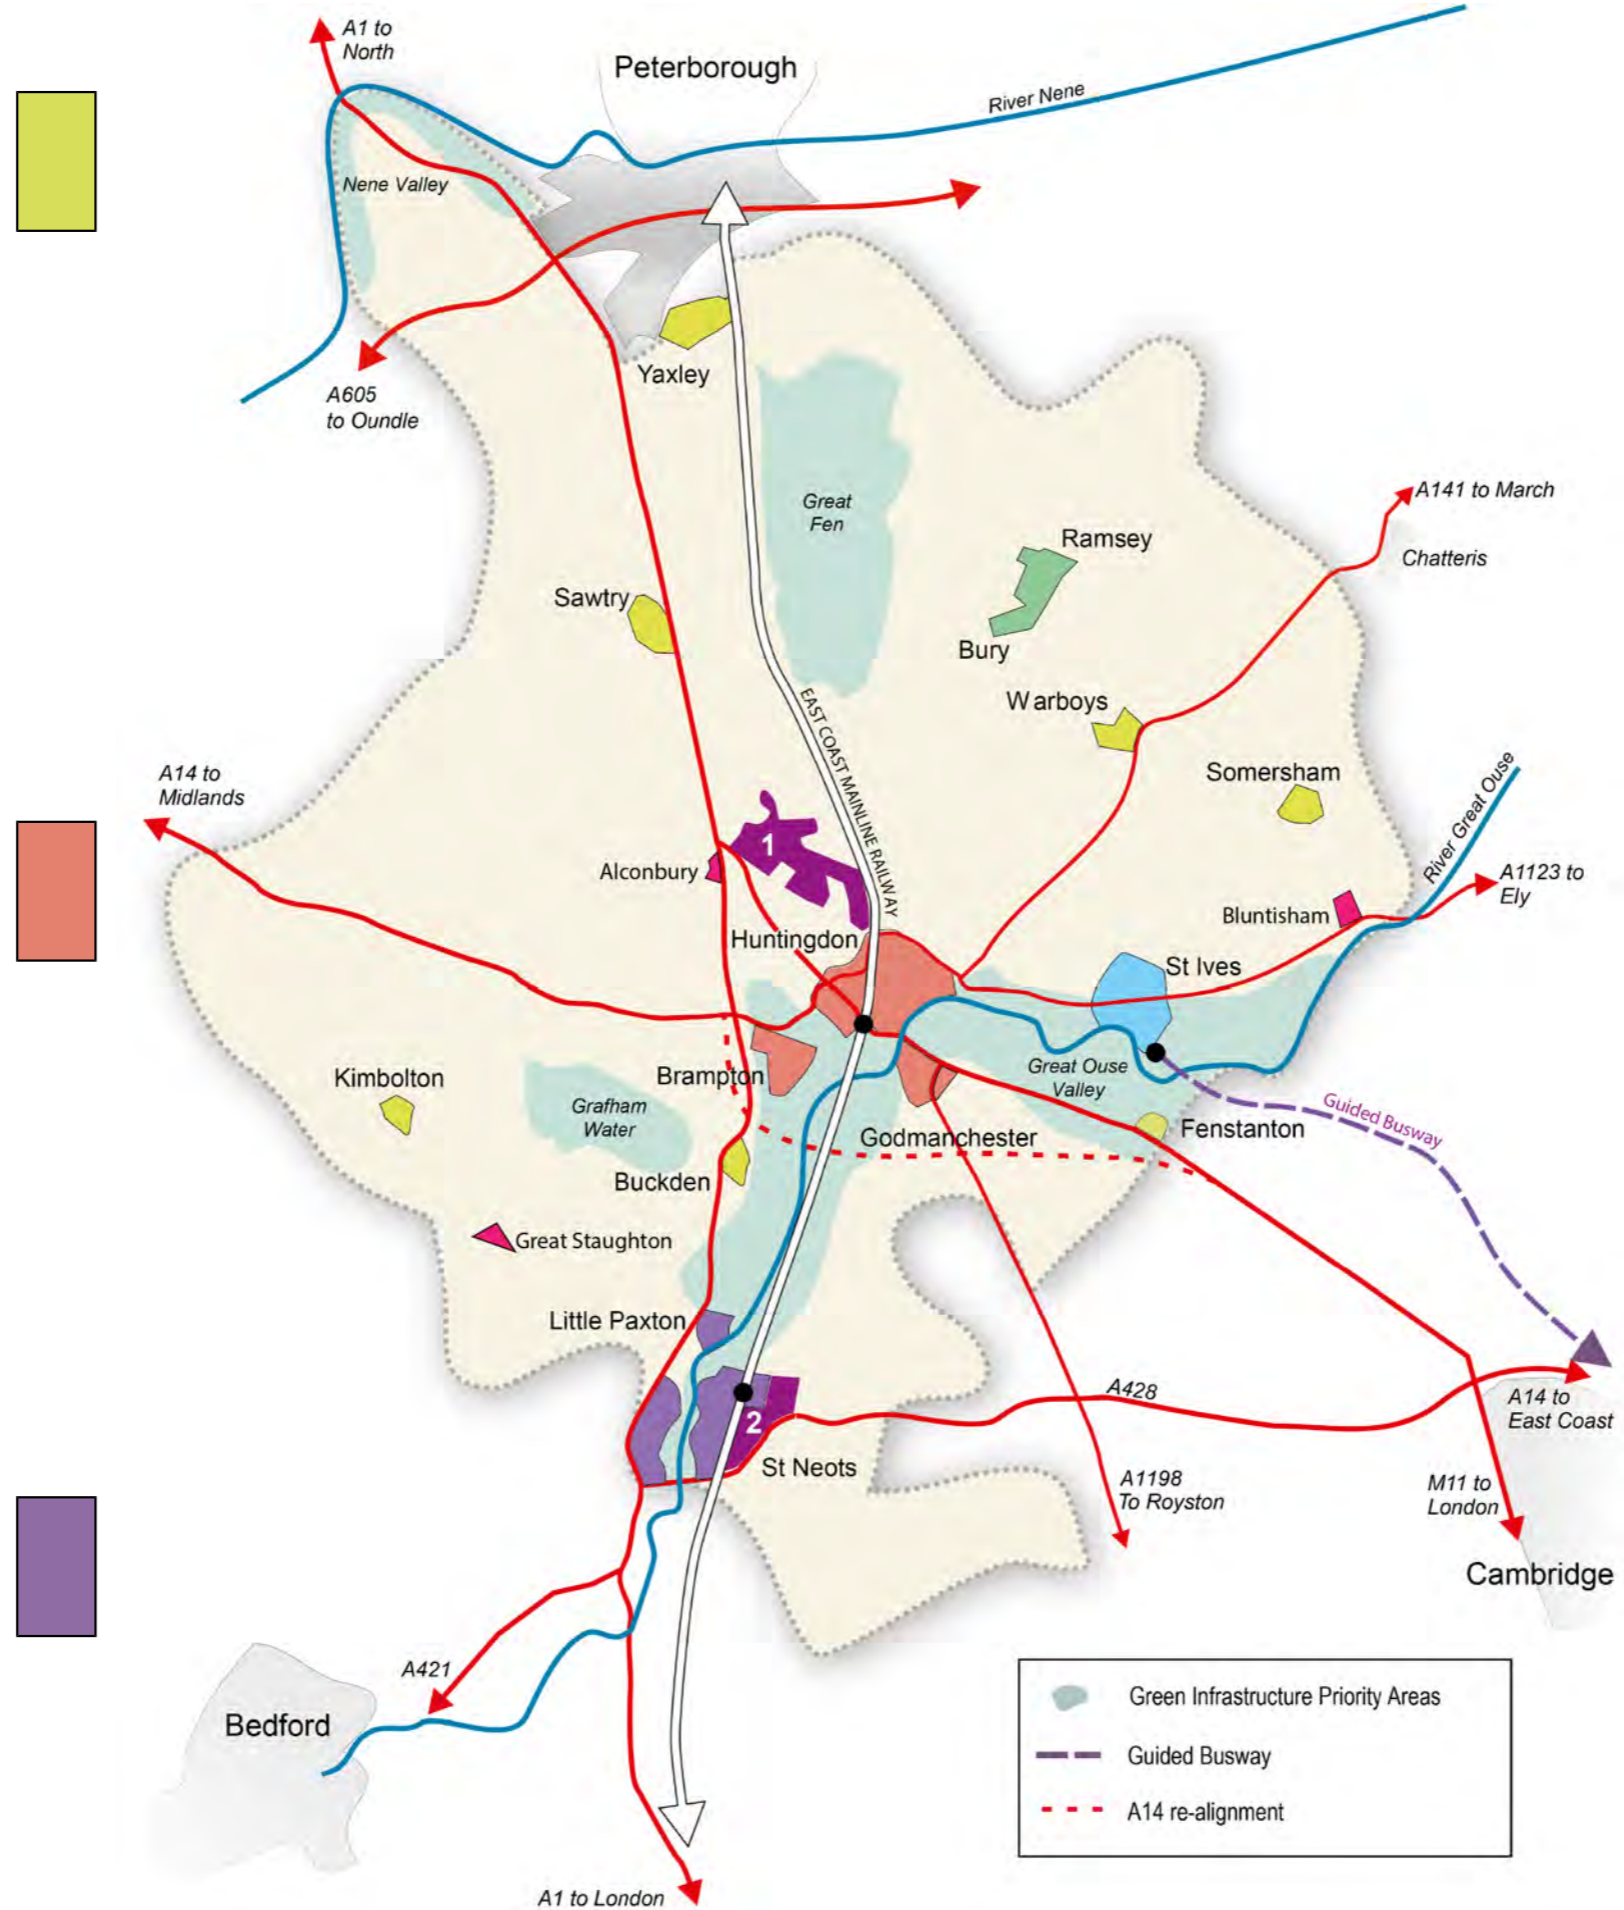 A1 to
North
Peterborough
River Nene
Nene Valley
Yaxley
A605
to Oundle
Great
Fen
A141 to March
Ramsey
Chatteris
Sawtry
Bury
Warboys
EAST COAST MAINLINE RAILWAY
A14 to
Midlands
Somersham
River Great Ouse
1
Alconbury
A1123 to
Ely
Bluntisham
Huntingdon
St Ives
Kimbolton
Brampton
Great Ouse
Valley
Grafham
Water
Guided Busway
Godmanchester
Fenstanton
Buckden
Great Staughton
Little Paxton
A428
A14 to
East Coast
2
St Neots
A1198
To Royston
M11 to
London
Cambridge
A421
Bedford
Green Infrastructure Priority Areas
Guided Busway
A14 re-alignment
A1 to London